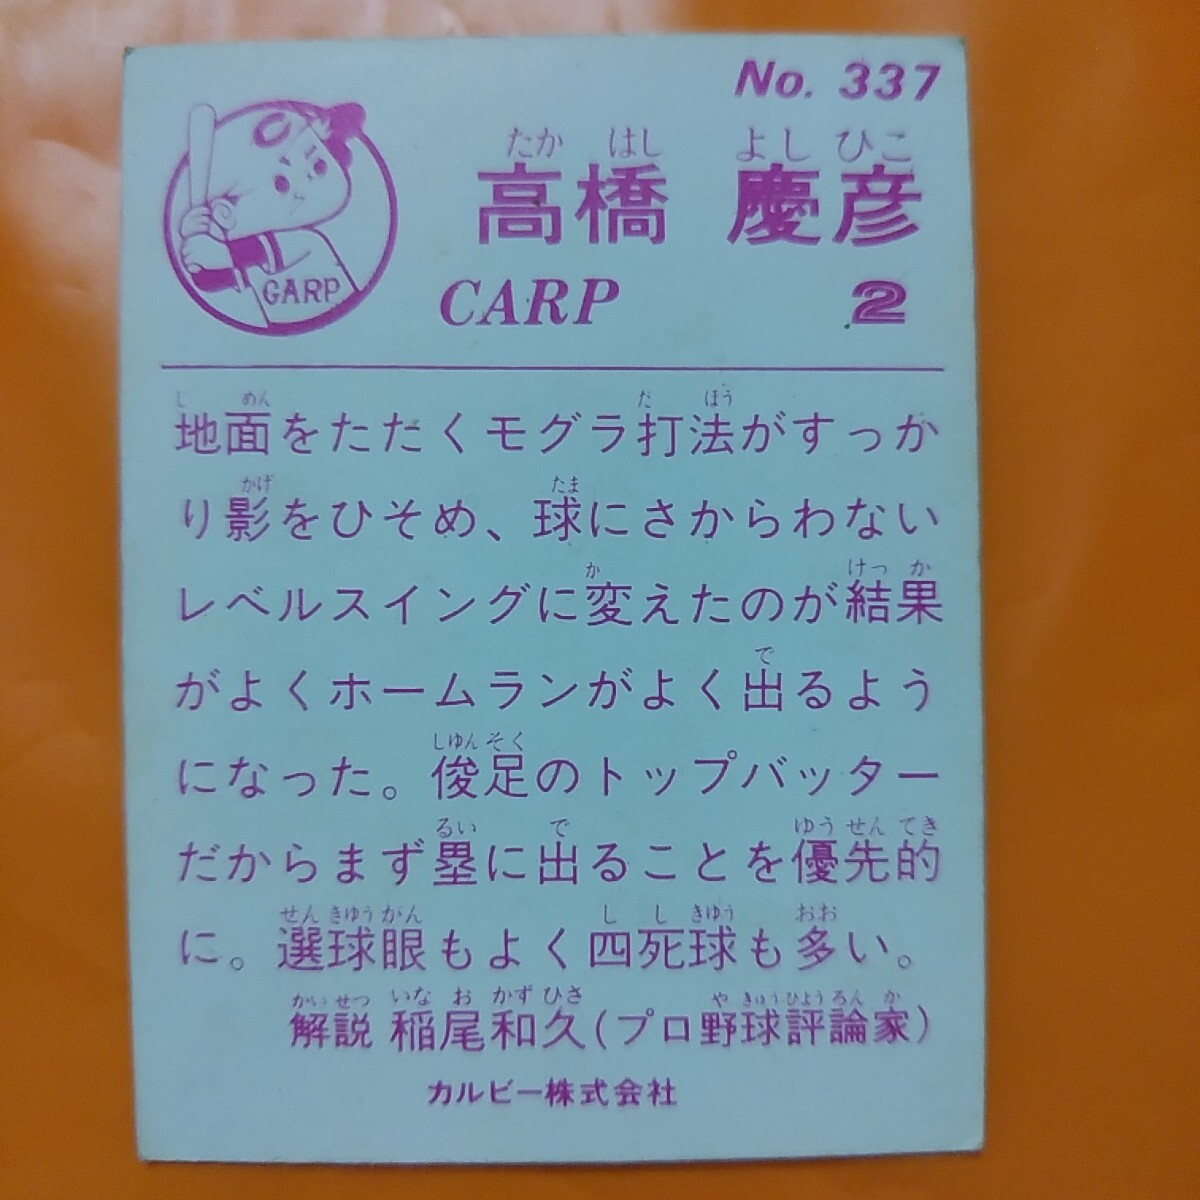 No. 337
たか はし よし ひこ
高橋 慶彦
CARP
CARP 2
し めん だ ほう
地面をたたくモグラ打法がすっか
かげ たま
り影をひそめ、球にさからわない
か けっ か
レベルスイングに変えたのが結果
で
がよくホームランがよく出るよう
しゆん そく
になった。俊足のトップバッター
るい で ゆう せん てき
だからまず塁に出ることを優先的
せん きゆう がん し し きゆう おお
に。選球眼もよく四死球も多い。
かい せつ いな お かず ひさ や きゆう ひよう ろん か
解説 稲尾和久(プロ野球評論家)
カルビー株式会社